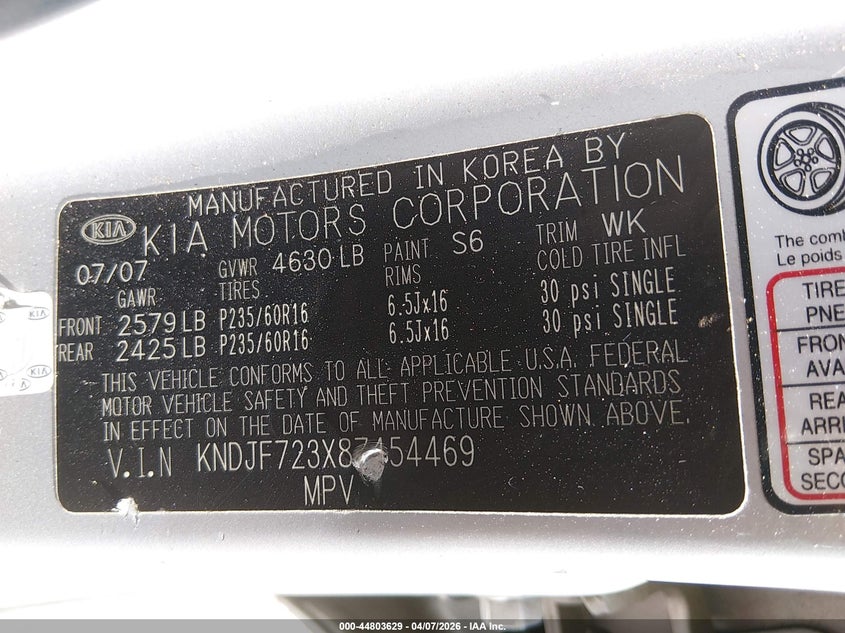 MANUFACTURED IN KOREA BY
KIA KIA MOTORS CORPORATION
07/07 GVWR 4630 LB PAINT S6 TRIM WK
GAWR TIRES RIMS COLD TIRE INFL
FRONT 2579 LB P235/60R16 6.5Jx16 30 psi SINGLE
REAR 2425 LB P235/60R16 6.5Jx16 30 psi SINGLE
THIS VEHICLE CONFORMS TO ALL APPLICABLE U.S.A. FEDERAL
MOTOR VEHICLE SAFETY AND THEFT PREVENTION STANDARDS
IN EFFECT ON THE DATE OF MANUFACTURE SHOWN ABOVE.
V.I.N KNDJF723X87454469
MPV
KIA
KIA
The comb
Le poids
TIRE
PNE
FRON
AVA
REA
ARRI
SPA
SECO
000-44803629 - 04/07/2026 - IAA Inc.